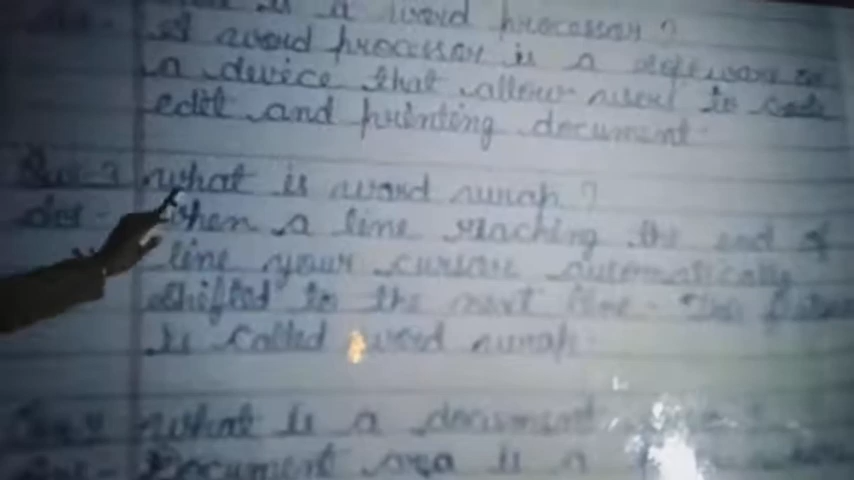 is a word processor ?
A word processor is a software or
a device that allow user to
edit and printing document
Que-3 what is word wrap ?
Ans- When a line reaching the end of
line your cursor automatically
shifted to the next line. This
is called word wrap
what is a document
Document area is a